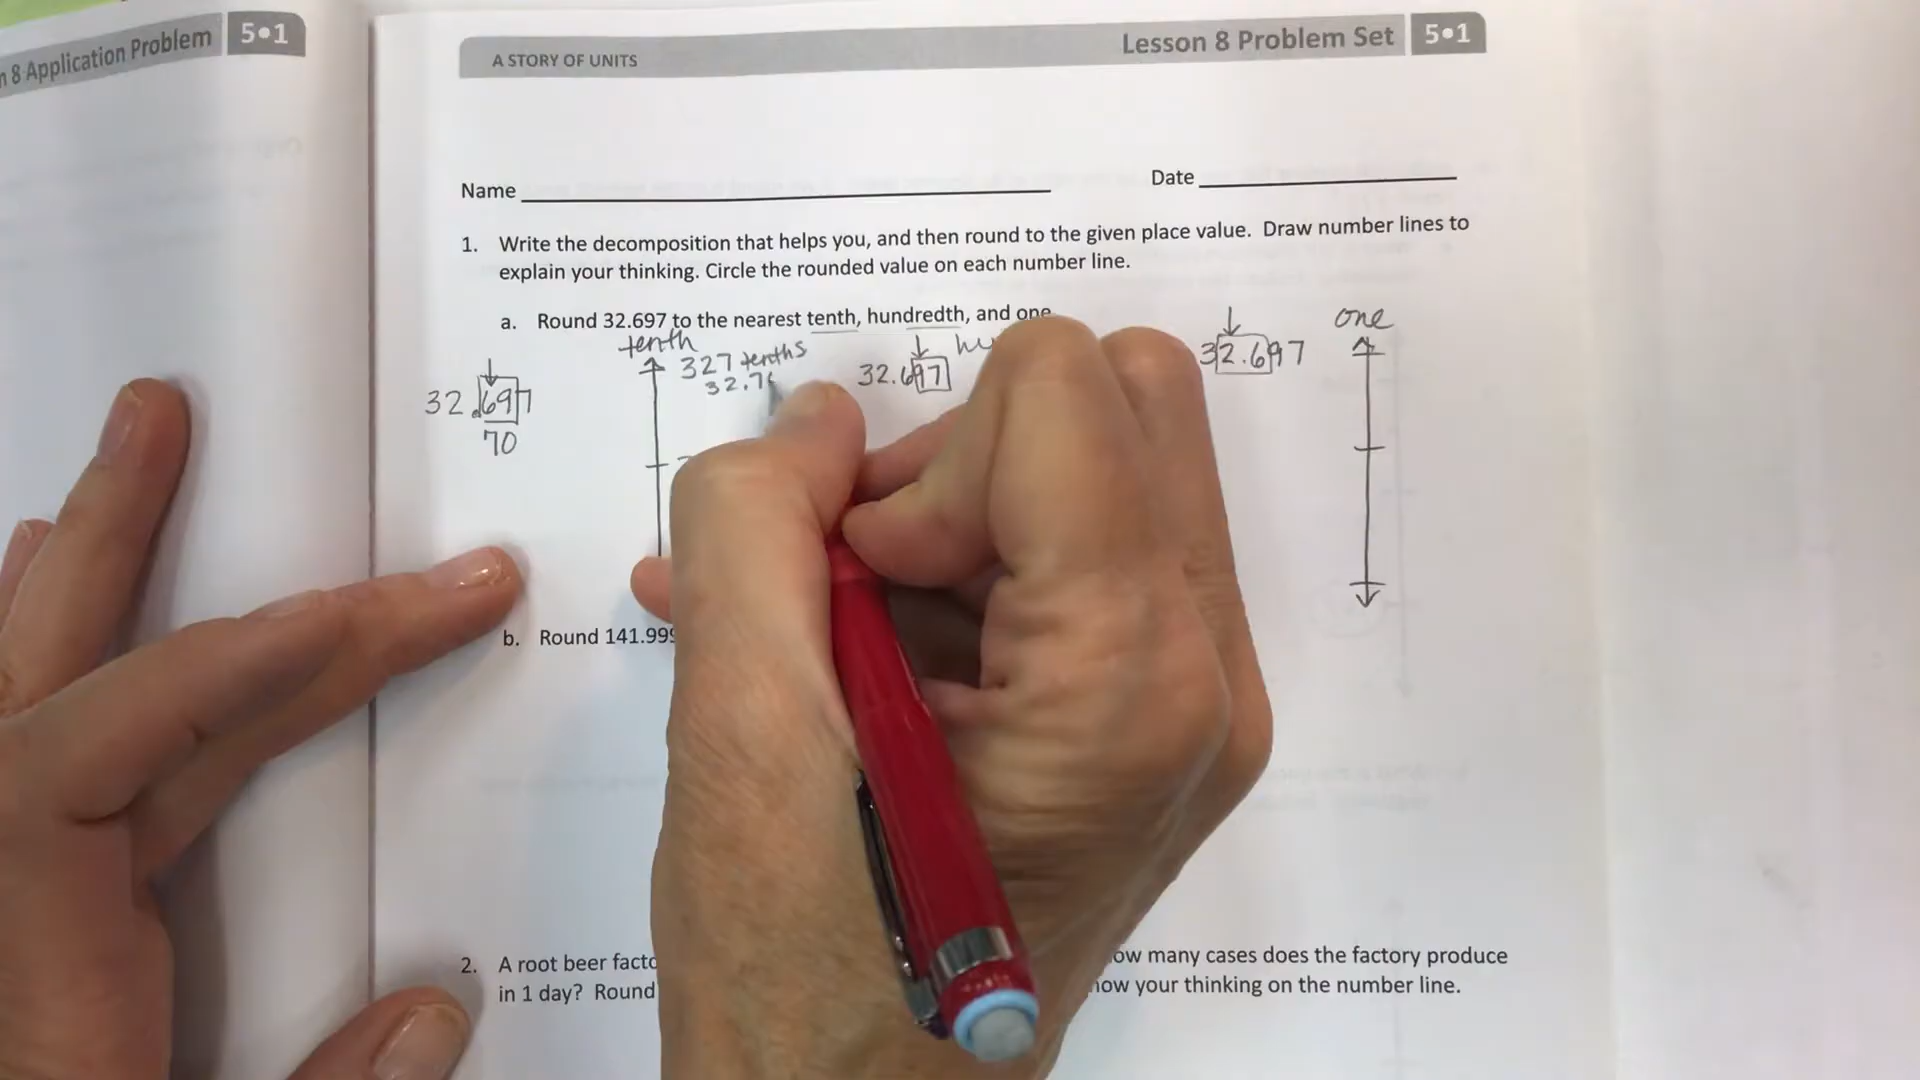 8 Application Problem 5•1
A STORY OF UNITS
Lesson 8 Problem Set 5•1
Name
Date
1. Write the decomposition that helps you, and then round to the given place value. Draw number lines to
explain your thinking. Circle the rounded value on each number line.
a. Round 32.697 to the nearest tenth, hundredth, and one
tenth
327 tenths
32.7
32.697
70
32.697
32.697
one
b. Round 141.999
2. A root beer facto
ow many cases does the factory produce
in 1 day? Round
how your thinking on the number line.